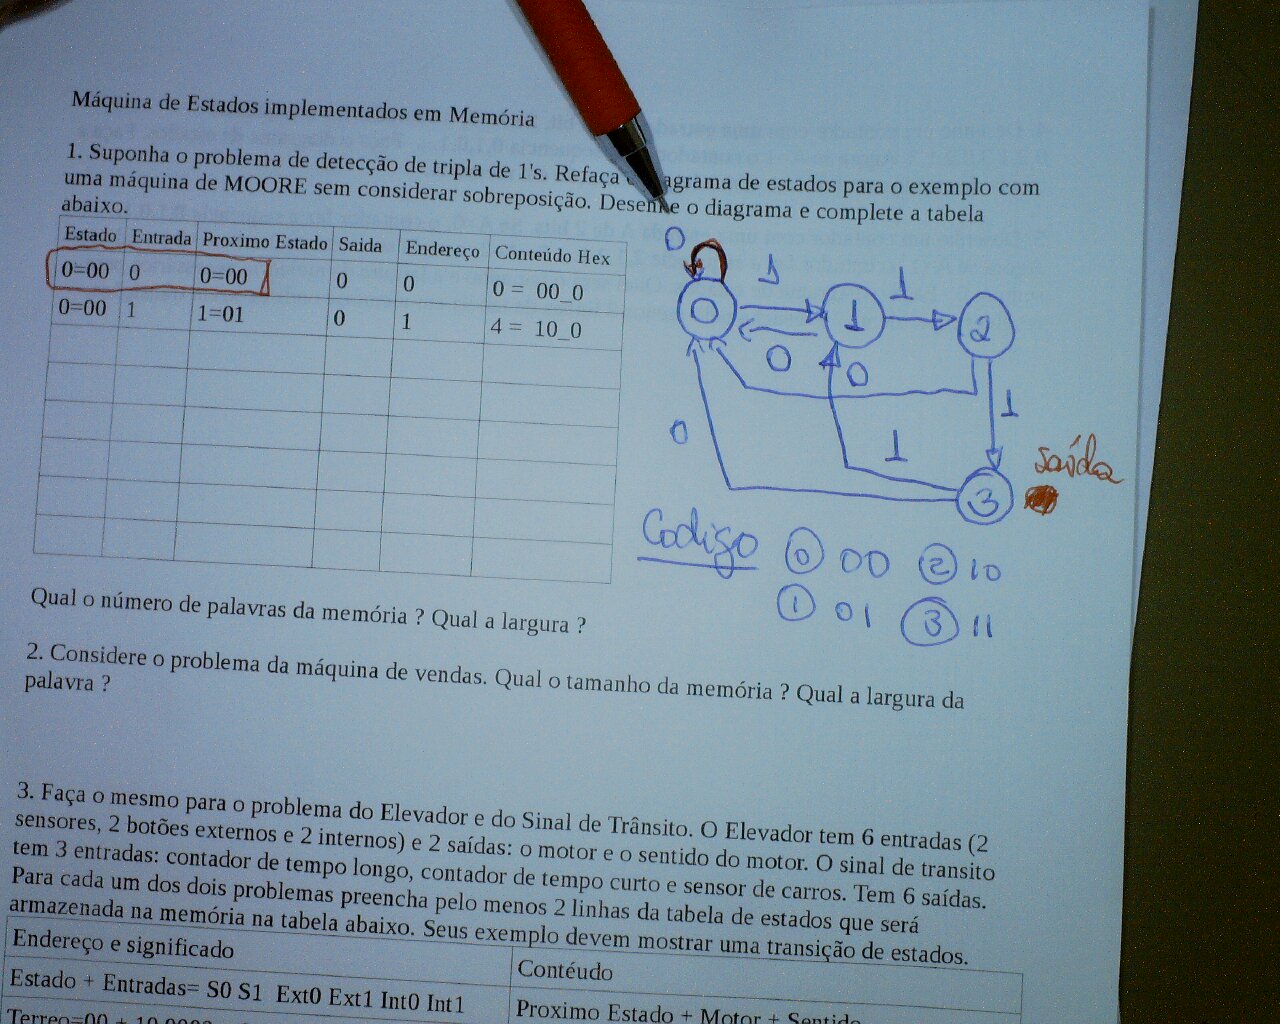 Máquina de Estados implementados em Memória
1. Suponha o problema de detecção de tripla de 1's. Refaça agrama de estados para o exemplo com
uma máquina de MOORE sem considerar sobreposição. Desenhe o diagrama e complete a tabela
abaixo.
Estado Entrada Proximo Estado Saida Endereço Conteúdo Hex
0=00 0 0=00 0 0 0 = 00_0
0=00 1 1=01 0 1 4 = 10_0
0
1
1
0
1
2
0
0
1
0
1
3
saída
Codigo
0 00 2 10
1 01 3 11
Qual o número de palavras da memória ? Qual a largura ?
2. Considere o problema da máquina de vendas. Qual o tamanho da memória ? Qual a largura da
palavra ?
3. Faça o mesmo para o problema do Elevador e do Sinal de Trânsito. O Elevador tem 6 entradas (2
sensores, 2 botões externos e 2 internos) e 2 saídas: o motor e o sentido do motor. O sinal de transito
tem 3 entradas: contador de tempo longo, contador de tempo curto e sensor de carros. Tem 6 saídas.
Para cada um dos dois problemas preencha pelo menos 2 linhas da tabela de estados que será
armazenada na memória na tabela abaixo. Seus exemplo devem mostrar uma transição de estados.
Endereço e significado Contéudo
Estado + Entradas= S0 S1 Ext0 Ext1 Int0 Int1 Proximo Estado + Motor + Sentido
Terreo=00 + 10